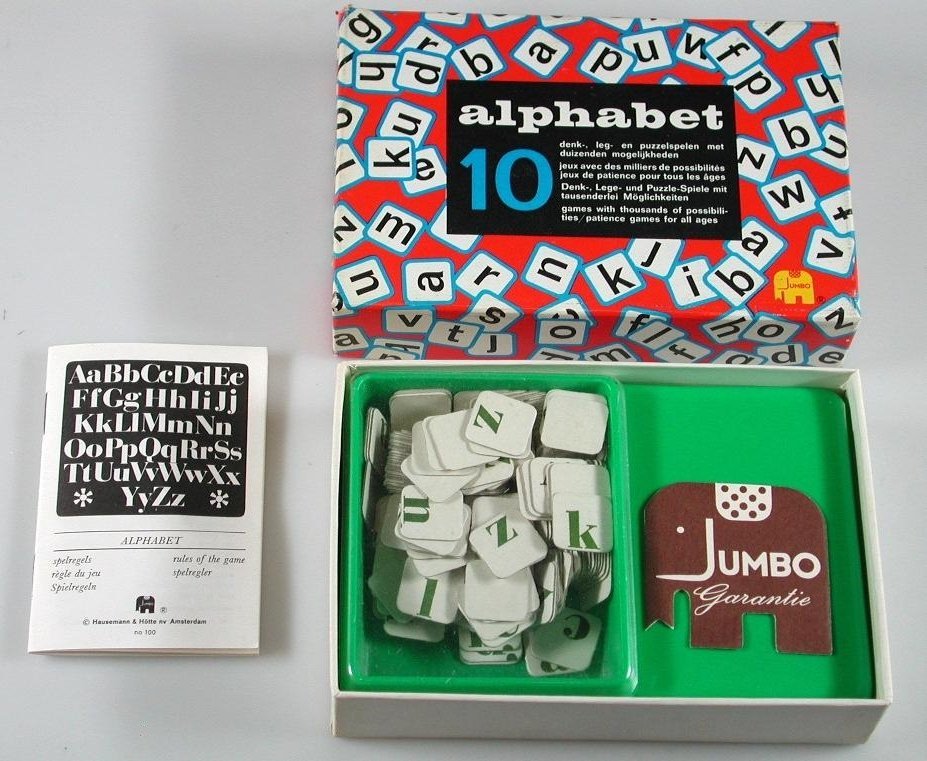 alphabet
10
denk-, leg- en puzzelspelen met
duizenden mogelijkheden
jeux avec des milliers de possibilités
jeux de patience pour tous les âges
Denk-, Lege- und Puzzle-Spiele mit
tausenderlei Möglichkeiten
games with thousands of possibili-
ties/patience games for all ages
JUMBO
®
AaBbCcDdEe
FfGgHhIiJj
KkLlMmNn
OoPpQqRrSs
TtUuVvWwXx
* YyZz *
ALPHABET
spelregels
règle du jeu
Spielregeln
rules of the game
spelregler
JUMBO ®
© Hausemann & Hötte nv Amsterdam
no 100
z
u
z
k
l
JUMBO
Garantie